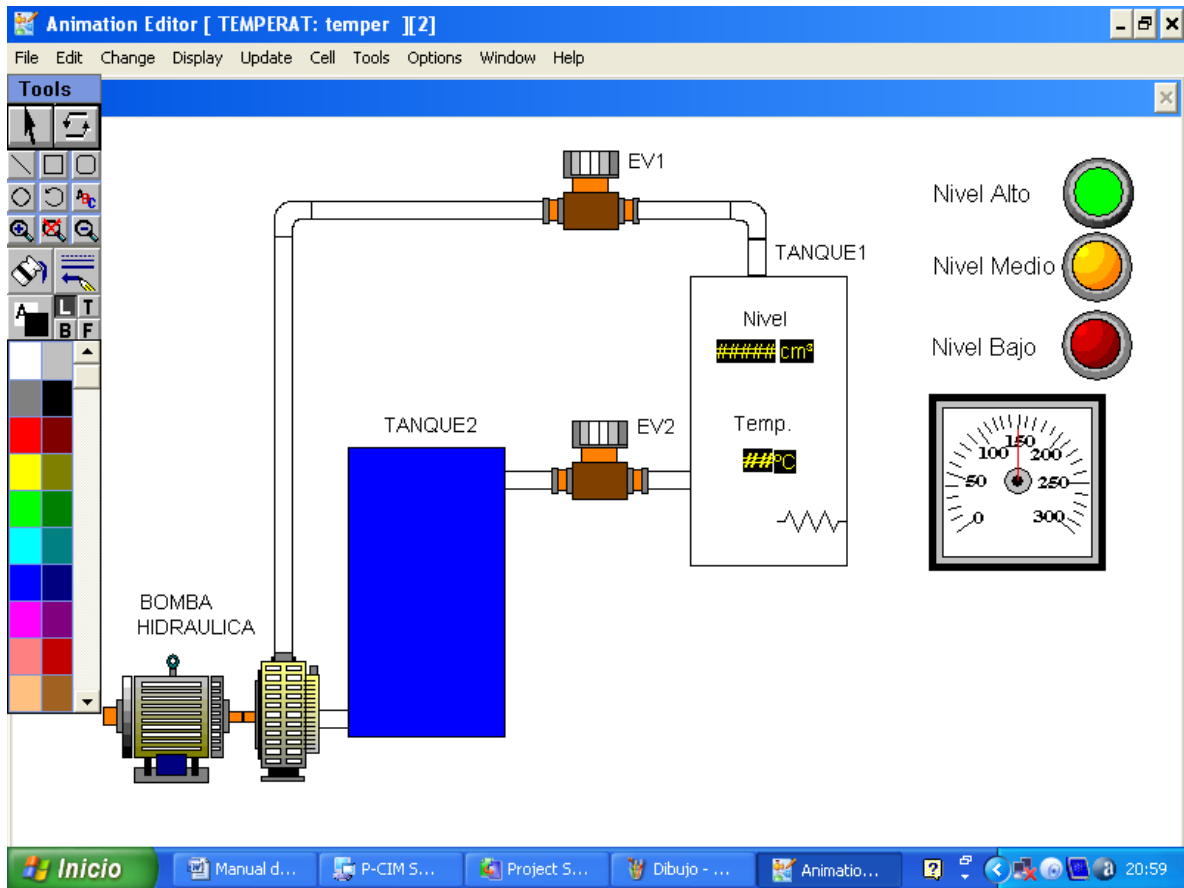 Animation Editor [ TEMPERAT: temper ][2]
File Edit Change Display Update Cell Tools Options Window Help
Tools
ABC
A L T
B F
EV1
Nivel Alto
TANQUE1
Nivel Medio
Nivel
##### cm³
Nivel Bajo
TANQUE2
EV2
Temp.
##ºC
150
100 200
50 250
0 300
BOMBA
HIDRAULICA
Inicio Manual d... P-CIM S... Project S... Dibujo - ... Animatio... 20:59